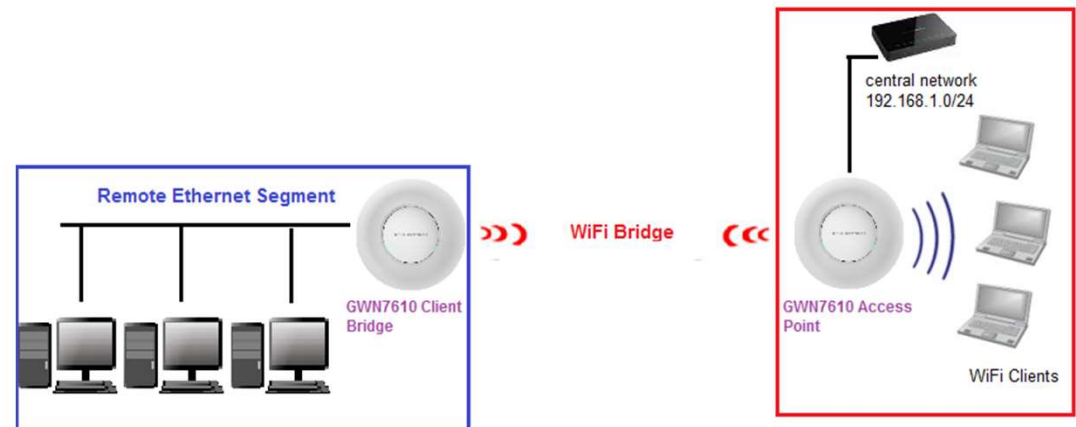 central network
192.168.1.0/24
Remote Ethernet Segment
WiFi Bridge
GWN7610 Client
Bridge
GWN7610 Access
Point
WiFi Clients